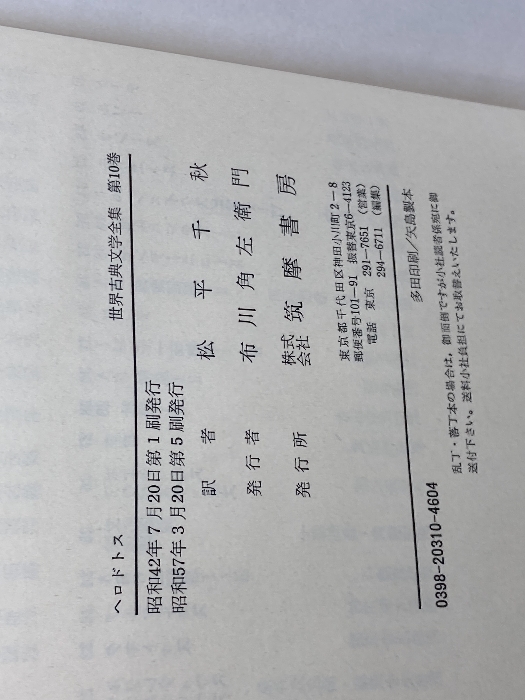 ヘロドトス 世界古典文学全集 第10巻
昭和42年7月20日第1刷発行
昭和57年3月20日第5刷発行
訳者 松平千秋
発行者 布川角左衛門
発行所 株式会社 筑摩書房
東京都千代田区神田小川町2-8
郵便番号101-91 振替東京6-4123
電話 東京 291-7651 (営業)
294-6711 (編集)
多田印刷/矢島製本
0398-20310-4604
乱丁・落丁本の場合は、御面倒ですが小社読者係宛に御
送付下さい。送料小社負担にてお取替えいたします。